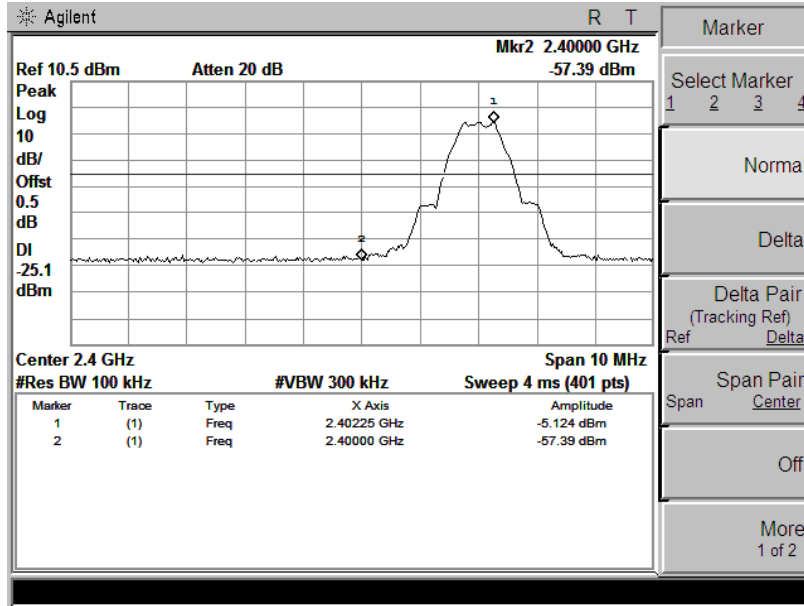 Agilent R T
Mkr2 2.40000 GHz
Ref 10.5 dBm Atten 20 dB -57.39 dBm
Peak
Log
10
dB/
Offst
0.5
dB
DI
-25.1
dBm
1
2
Center 2.4 GHz Span 10 MHz
#Res BW 100 kHz #VBW 300 kHz Sweep 4 ms (401 pts)
Marker Trace Type X Axis Amplitude
1 (1) Freq 2.40225 GHz -5.124 dBm
2 (1) Freq 2.40000 GHz -57.39 dBm
Marker
Select Marker
1 2 3 4
Norma
Delta
Delta Pair
(Tracking Ref)
Ref Delta
Span Pair
Span Center
Off
More
1 of 2